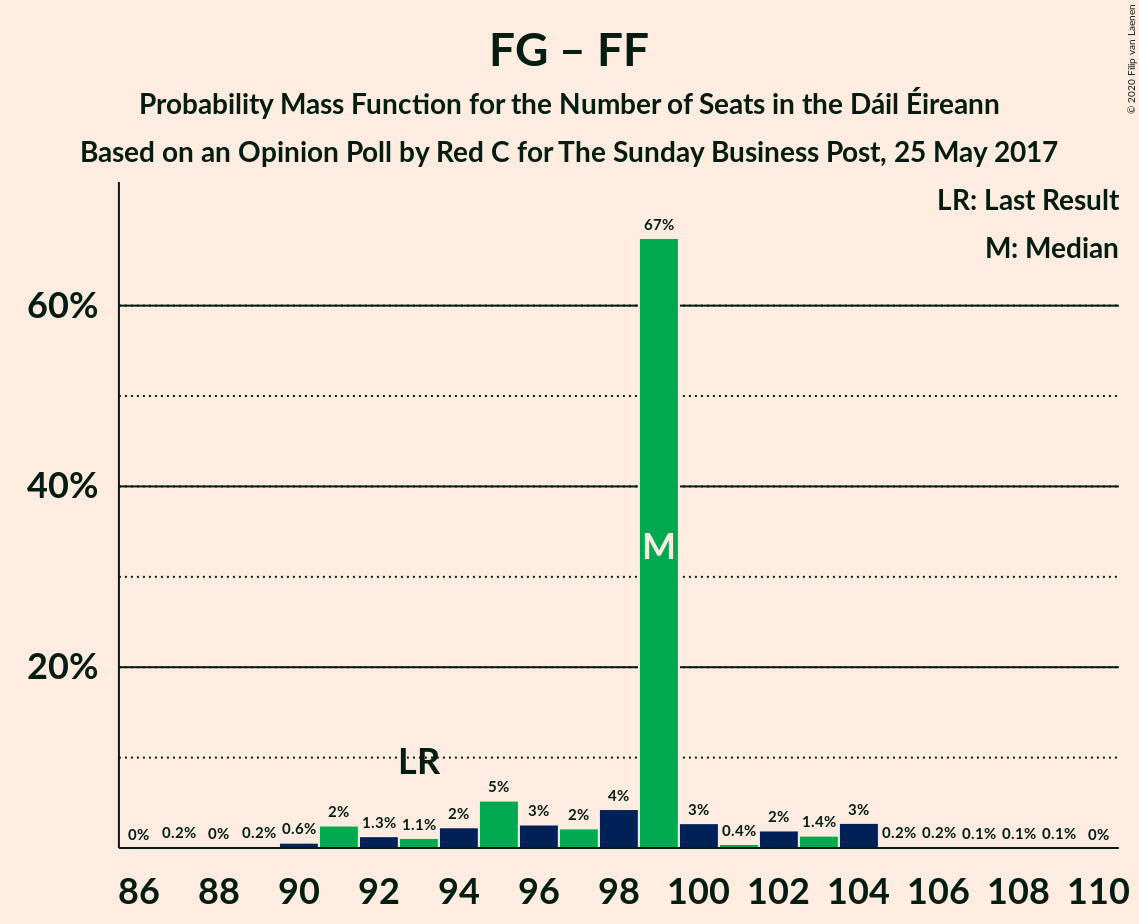 FG – FF
Probability Mass Function for the Number of Seats in the Dáil Éireann
Based on an Opinion Poll by Red C for The Sunday Business Post, 25 May 2017
© 2020 Filip van Laenen
LR: Last Result
M: Median
60%
40%
20%
0% 0.2% 0% 0.2% 0.6% 2% 1.3% 1.1% 2% 5% 3% 2% 4% 67% 3% 0.4% 2% 1.4% 3% 0.2% 0.2% 0.1% 0.1% 0.1% 0%
LR
M
86 88 90 92 94 96 98 100 102 104 106 108 110